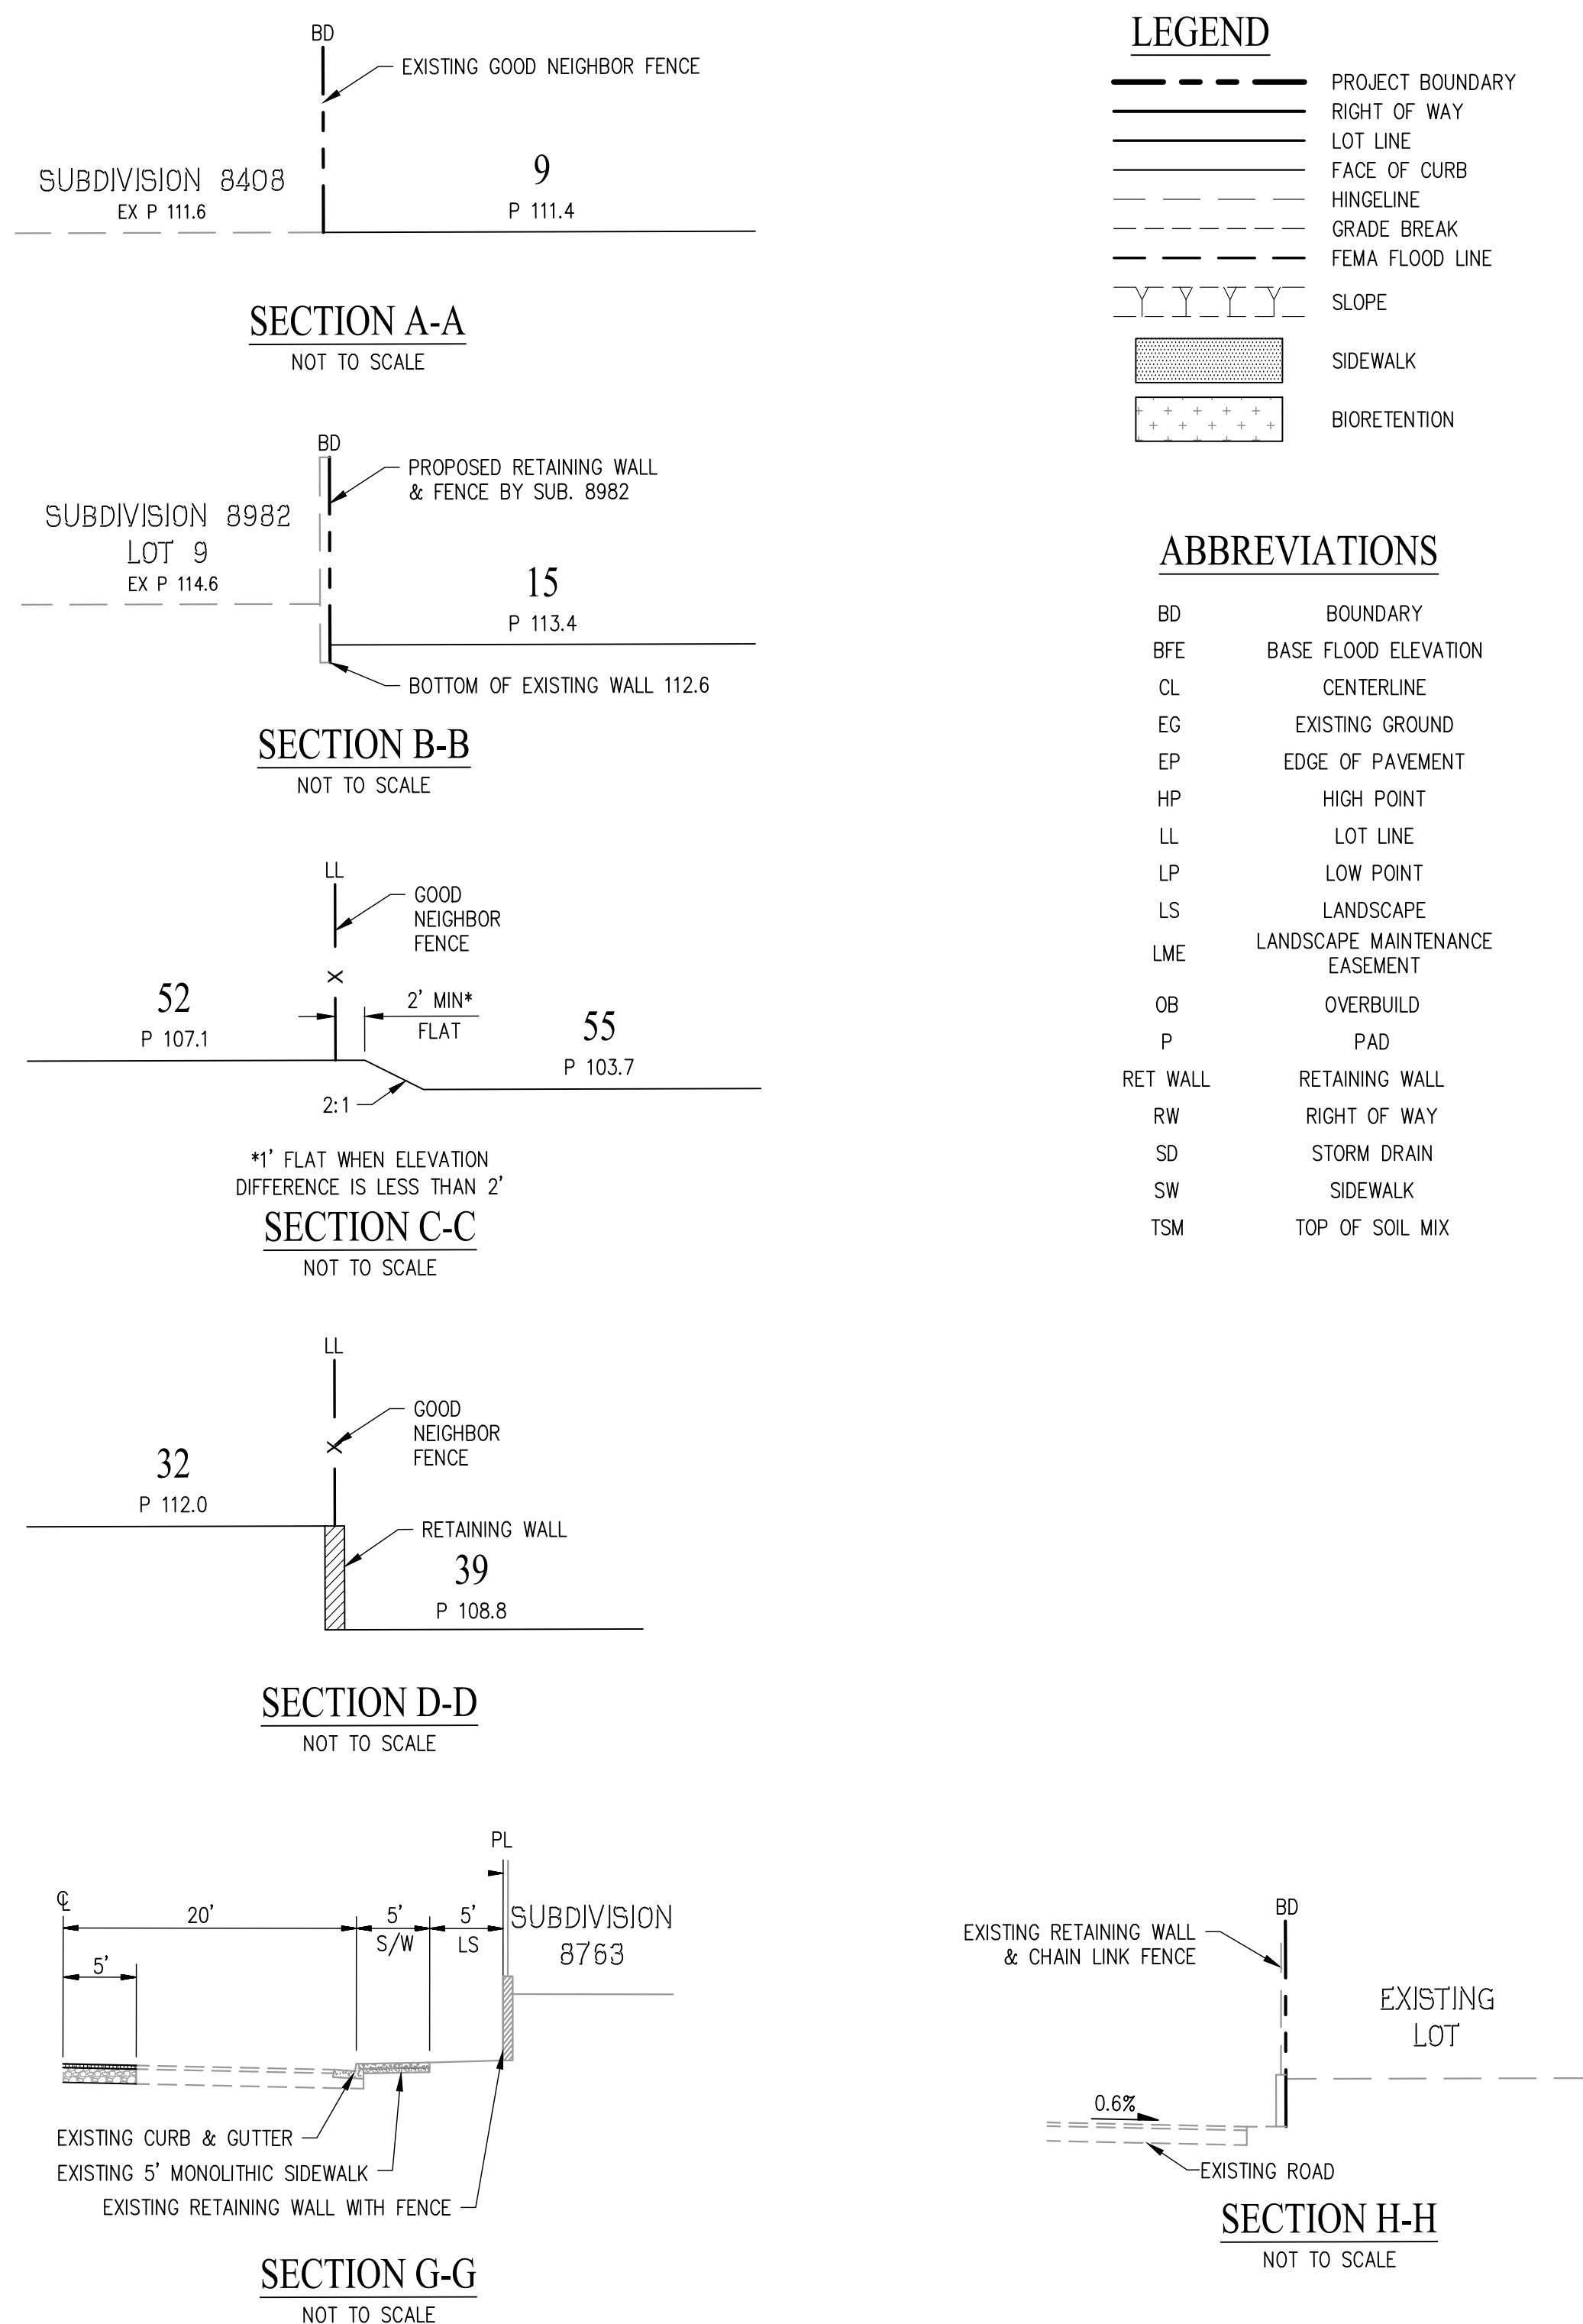 BD
EXISTING GOOD NEIGHBOR FENCE
SUBDIVISION 8408
EX P 111.6
9
P 111.4
SECTION A-A
NOT TO SCALE
BD
PROPOSED RETAINING WALL
& FENCE BY SUB. 8982
SUBDIVISION 8982
LOT 9
EX P 114.6
15
P 113.4
BOTTOM OF EXISTING WALL 112.6
SECTION B-B
NOT TO SCALE
LL
GOOD
NEIGHBOR
FENCE
X
52
P 107.1
2' MIN*
FLAT
55
P 103.7
2:1
*1' FLAT WHEN ELEVATION
DIFFERENCE IS LESS THAN 2'
SECTION C-C
NOT TO SCALE
LL
GOOD
NEIGHBOR
FENCE
X
32
P 112.0
RETAINING WALL
39
P 108.8
SECTION D-D
NOT TO SCALE
PL
℄
20'
5'
S/W
5'
LS
SUBDIVISION
8763
5'
EXISTING CURB & GUTTER
EXISTING 5' MONOLITHIC SIDEWALK
EXISTING RETAINING WALL WITH FENCE
SECTION G-G
NOT TO SCALE
LEGEND
PROJECT BOUNDARY
RIGHT OF WAY
LOT LINE
FACE OF CURB
HINGELINE
GRADE BREAK
FEMA FLOOD LINE
SLOPE
SIDEWALK
BIORETENTION
ABBREVIATIONS
BD BOUNDARY
BFE BASE FLOOD ELEVATION
CL CENTERLINE
EG EXISTING GROUND
EP EDGE OF PAVEMENT
HP HIGH POINT
LL LOT LINE
LP LOW POINT
LS LANDSCAPE
LME LANDSCAPE MAINTENANCE
EASEMENT
OB OVERBUILD
P PAD
RET WALL RETAINING WALL
RW RIGHT OF WAY
SD STORM DRAIN
SW SIDEWALK
TSM TOP OF SOIL MIX
BD
EXISTING RETAINING WALL
& CHAIN LINK FENCE
EXISTING
LOT
0.6%
EXISTING ROAD
SECTION H-H
NOT TO SCALE